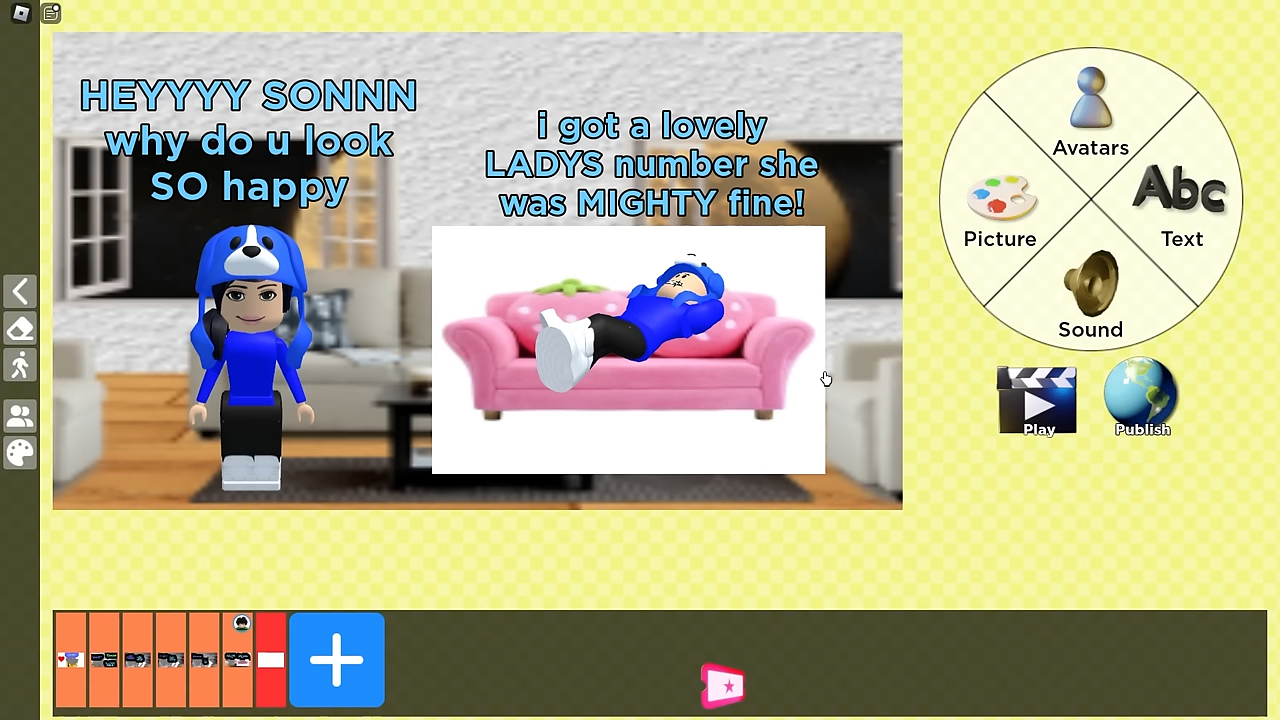 HEYYYY SONNN
why do u look
SO happy
i got a lovely
LADYS number she
was MIGHTY fine!
Avatars
Picture
Abc
Text
Sound
Play
Publish